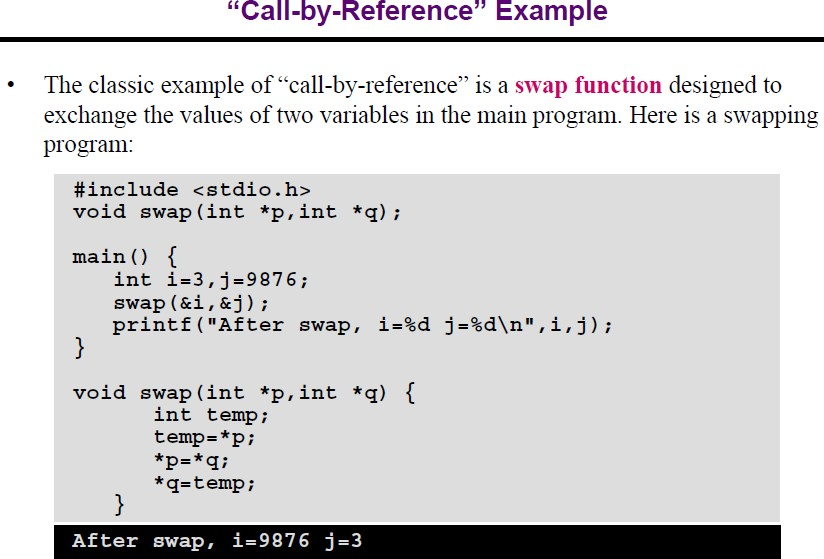 “Call-by-Reference” Example
• The classic example of “call-by-reference” is a swap function designed to
exchange the values of two variables in the main program. Here is a swapping
program:
#include <stdio.h>
void swap(int *p,int *q);
main() {
int i=3,j=9876;
swap(&i,&j);
printf("After swap, i=%d j=%d\n",i,j);
}
void swap(int *p,int *q) {
int temp;
temp=*p;
*p=*q;
*q=temp;
}
After swap, i=9876 j=3